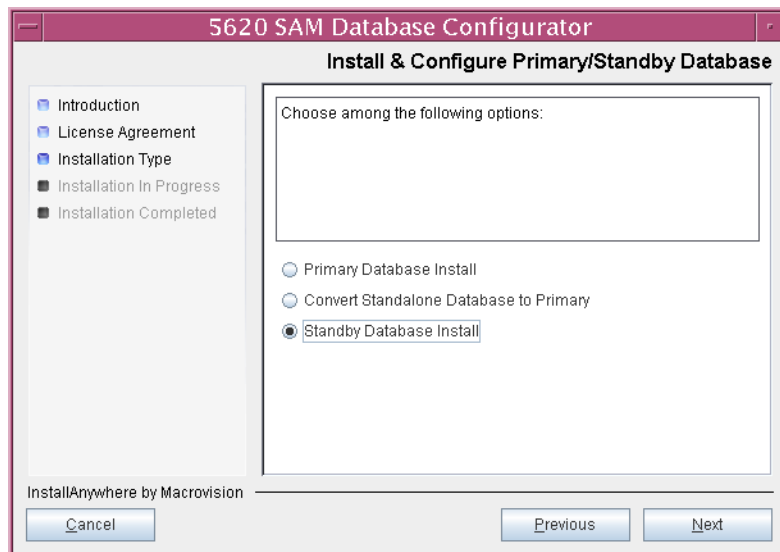 5620 SAM Database Configurator
Install & Configure Primary/Standby Database
Introduction
License Agreement
Installation Type
Installation In Progress
Installation Completed
Choose among the following options:
Primary Database Install
Convert Standalone Database to Primary
Standby Database Install
InstallAnywhere by Macrovision
Cancel
Previous
Next